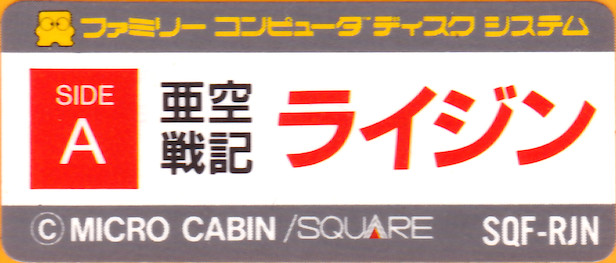 ファミリー コンピュータ ディスク システム
SIDE
A
亜空
戦記
ライジン
© MICRO CABIN /SQUARE SQF-RJN